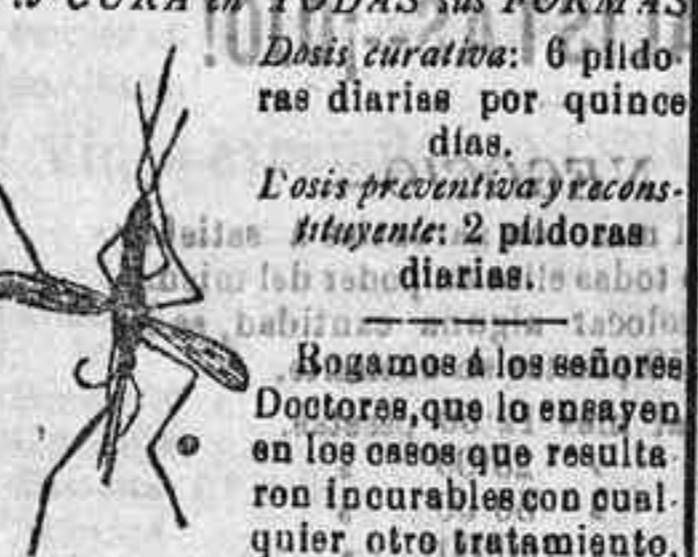 CURA en TODAS sus FORMAS
Dosis curativa: 6 píldo-
ras diarias por quince
días.
Dosis preventiva y recons-
tituyente: 2 píldoras
diarias.
Rogamos á los señores
Doctores, que lo ensayen
en los casos que resulta-
ron incurables con cual-
quier otro tratamiento.